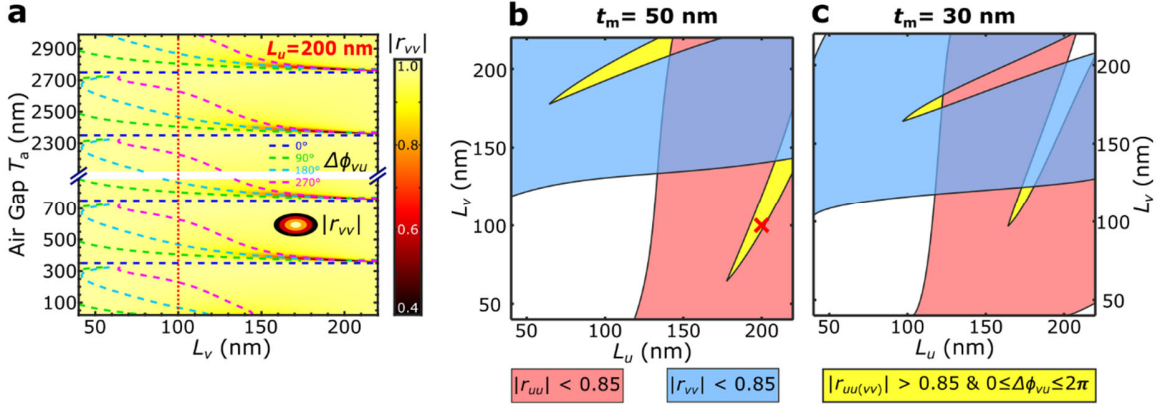 a
L_u=200 nm
|r_vv|
Air Gap T_a (nm)
2900
2700
2500
2300
700
500
300
100
0°
90°
180°
270°
Δϕ_vu
|r_vv|
50 100 150 200
L_v (nm)
1.0
0.8
0.6
0.4
b
t_m= 50 nm
L_v (nm)
200
150
100
50
50 100 150 200
L_u (nm)
c
t_m= 30 nm
200
150
100
50
L_v (nm)
50 100 150 200
L_u (nm)
|r_uu| < 0.85
|r_vv| < 0.85
|r_uu(vv)| > 0.85 & 0≤Δϕ_vu≤2π